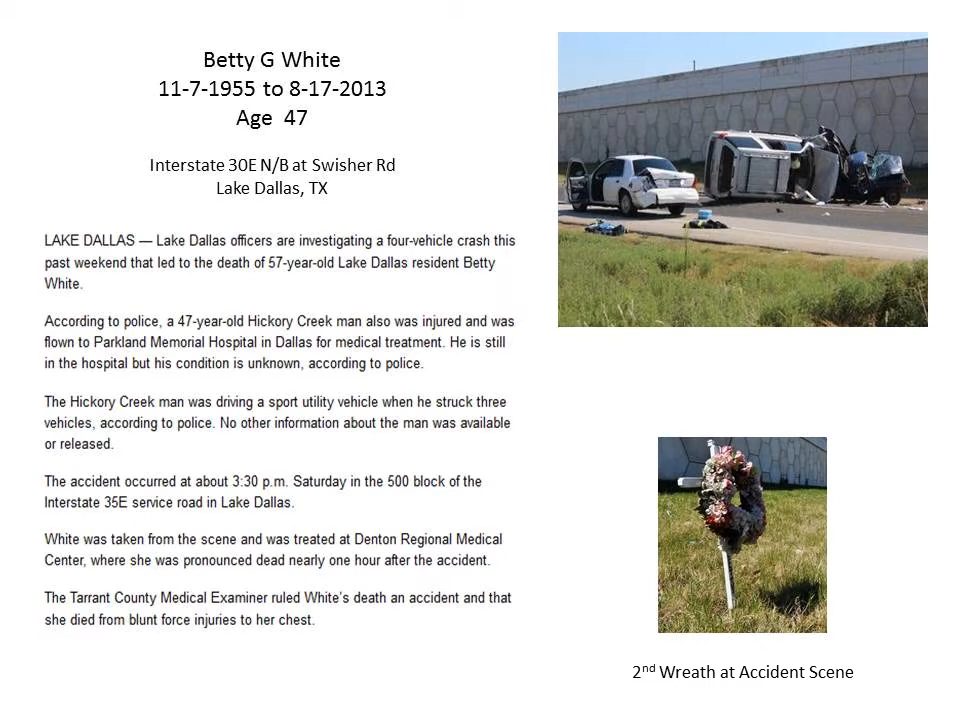 Betty G White
11-7-1955 to 8-17-2013
Age 47
Interstate 30E N/B at Swisher Rd
Lake Dallas, TX
LAKE DALLAS — Lake Dallas officers are investigating a four-vehicle crash this
past weekend that led to the death of 57-year-old Lake Dallas resident Betty
White.
According to police, a 47-year-old Hickory Creek man also was injured and was
flown to Parkland Memorial Hospital in Dallas for medical treatment. He is still
in the hospital but his condition is unknown, according to police.
The Hickory Creek man was driving a sport utility vehicle when he struck three
vehicles, according to police. No other information about the man was available
or released.
The accident occurred at about 3:30 p.m. Saturday in the 500 block of the
Interstate 35E service road in Lake Dallas.
White was taken from the scene and was treated at Denton Regional Medical
Center, where she was pronounced dead nearly one hour after the accident.
The Tarrant County Medical Examiner ruled White's death an accident and that
she died from blunt force injuries to her chest.
2nd Wreath at Accident Scene